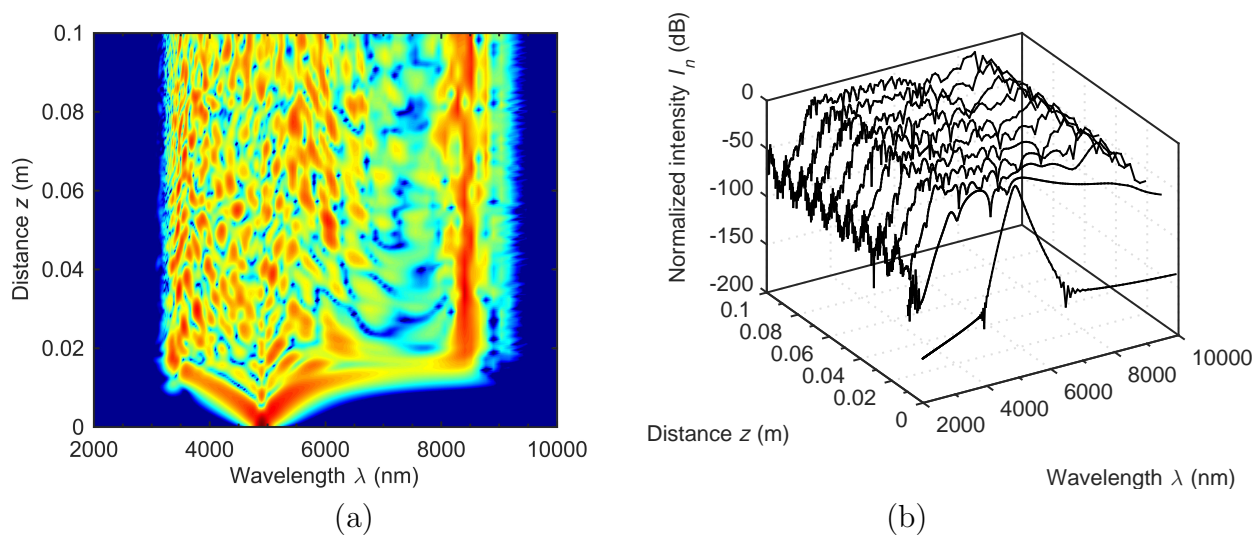 0.1
0.08
0.06
0.04
0.02
0
Distance z (m)
2000 4000 6000 8000 10000
Wavelength λ (nm)
(a)
Normalized intensity I_n (dB)
0
-50
-100
-150
-200
0.1
0.08
0.06
0.04
0.02
0
2000
4000
6000
8000
10000
Distance z (m)
Wavelength λ (nm)
(b)